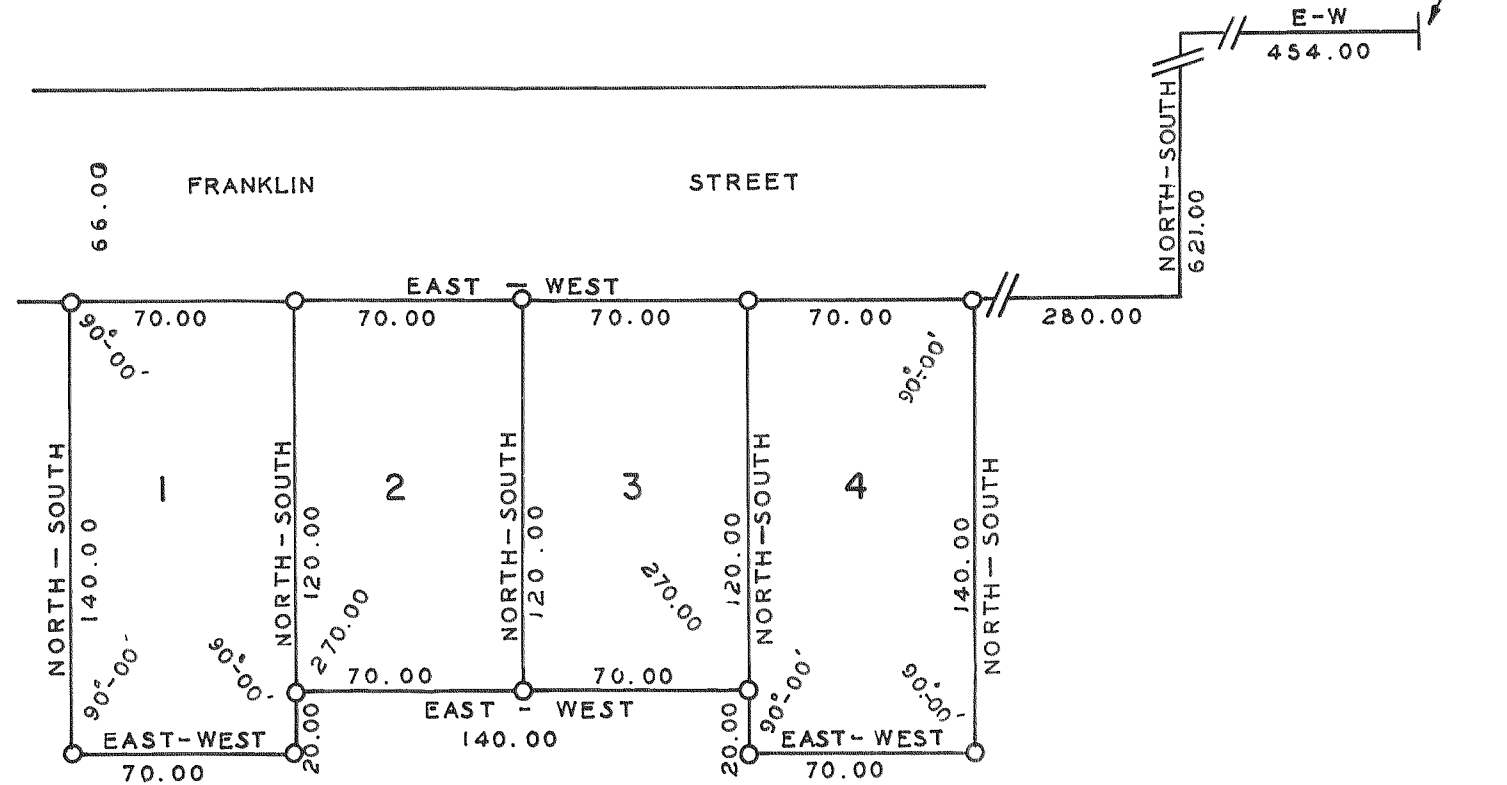 E-W
454.00
NORTH-SOUTH
621.00
66.00
FRANKLIN STREET
EAST - WEST
70.00
70.00
70.00
70.00
280.00
90°-00'
90°-00'
NORTH-SOUTH
140.00
1
NORTH-SOUTH
120.00
2
NORTH-SOUTH
120.00
3
120.00
NORTH-SOUTH
4
140.00
NORTH-SOUTH
90°-00'
90°-00'
270.00
270.00
90°-00'
90°-00'
70.00
70.00
EAST - WEST
140.00
EAST-WEST
70.00
20.00
20.00
EAST-WEST
70.00